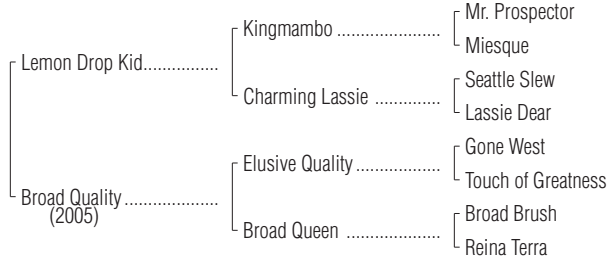 Mr. Prospector
Kingmambo ..................
Miesque
Lemon Drop Kid................
Seattle Slew
Charming Lassie ...............
Lassie Dear
Gone West
Elusive Quality ...................
Touch of Greatness
Broad Quality .....................
(2005)
Broad Brush
Broad Queen .....................
Reina Terra